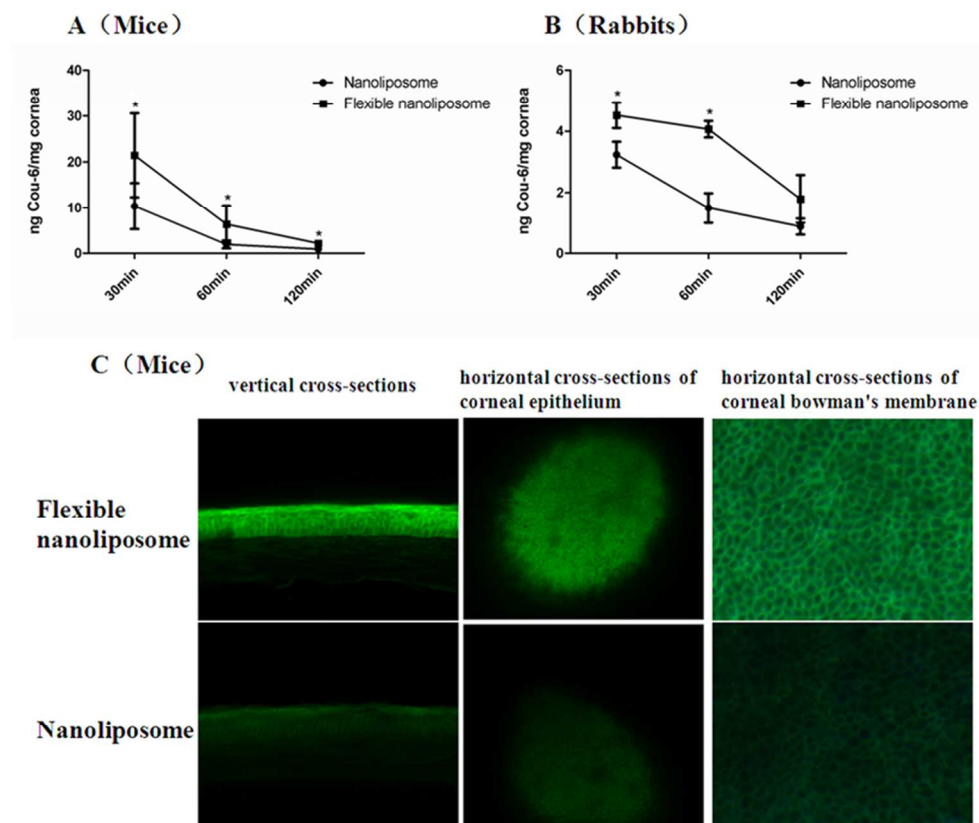 A（Mice）
B（Rabbits）
ng Cou-6/mg cornea
40
30
20
10
0
*
*
*
Nanoliposome
Flexible nanoliposome
30min
60min
120min
ng Cou-6/mg cornea
6
4
2
0
*
*
Nanoliposome
Flexible nanoliposome
30min
60min
120min
C（Mice）
vertical cross-sections
horizontal cross-sections of
corneal epithelium
horizontal cross-sections of
corneal bowman's membrane
Flexible
nanoliposome
Nanoliposome